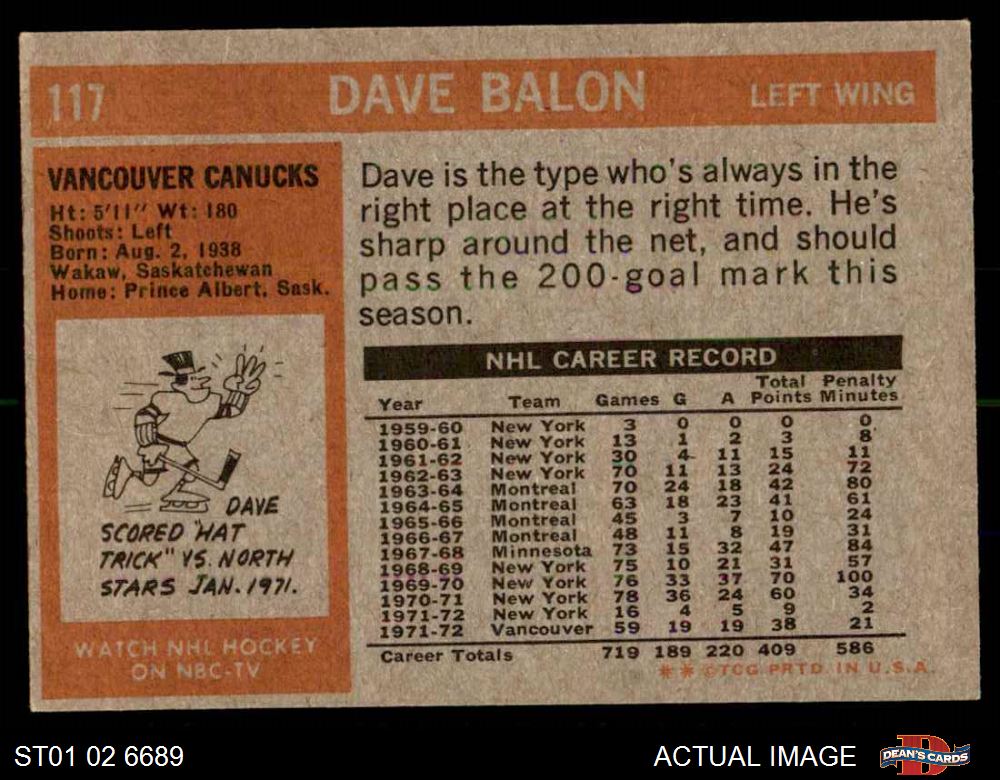 117 DAVE BALON LEFT WING
VANCOUVER CANUCKS
Ht: 5'11" Wt: 180
Shoots: Left
Born: Aug. 2, 1938
Wakaw, Saskatchewan
Home: Prince Albert, Sask.
DAVE
SCORED "HAT
TRICK" VS. NORTH
STARS JAN. 1971.
WATCH NHL HOCKEY
ON NBC-TV
Dave is the type who's always in the
right place at the right time. He's
sharp around the net, and should
pass the 200-goal mark this
season.
NHL CAREER RECORD
Total Penalty
Year Team Games G A Points Minutes
1959-60 New York 3 0 0 0 0
1960-61 New York 13 1 2 3 8
1961-62 New York 30 4 11 15 11
1962-63 New York 70 11 13 24 72
1963-64 Montreal 70 24 18 42 80
1964-65 Montreal 63 18 23 41 61
1965-66 Montreal 45 3 7 10 24
1966-67 Montreal 48 11 8 19 31
1967-68 Minnesota 73 15 32 47 84
1968-69 New York 75 10 21 31 57
1969-70 New York 76 33 37 70 100
1970-71 New York 78 36 24 60 34
1971-72 New York 16 4 5 9 2
1971-72 Vancouver 59 19 19 38 21
Career Totals 719 189 220 409 586
** ©TCG PRTD. IN U.S.A.
ST01 02 6689
ACTUAL IMAGE
DEAN'S CARDS